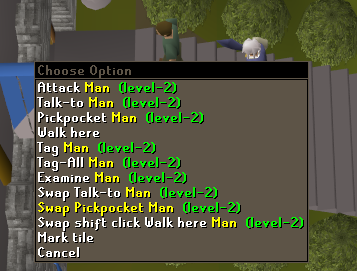 Choose Option
Attack Man (level-2)
Talk-to Man (level-2)
Pickpocket Man (level-2)
Walk here
Tag Man (level-2)
Tag-All Man (level-2)
Examine Man (level-2)
Swap Talk-to Man (level-2)
Swap Pickpocket Man (level-2)
Swap shift click Walk here Man (level-2)
Mark tile
Cancel